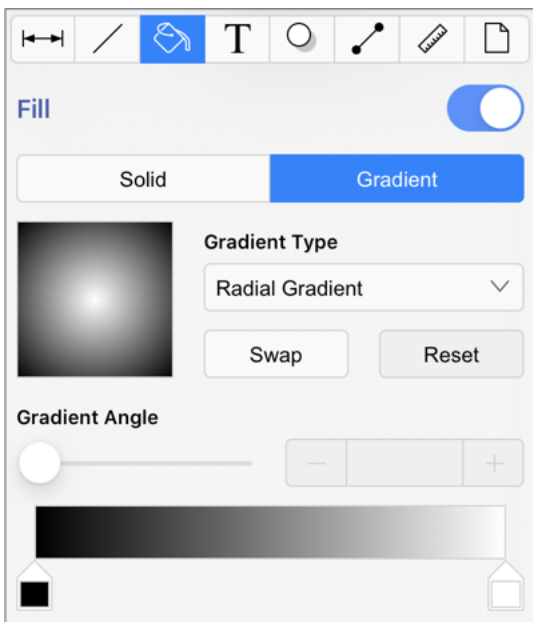 T
Fill
Solid
Gradient
Gradient Type
Radial Gradient
Swap
Reset
Gradient Angle